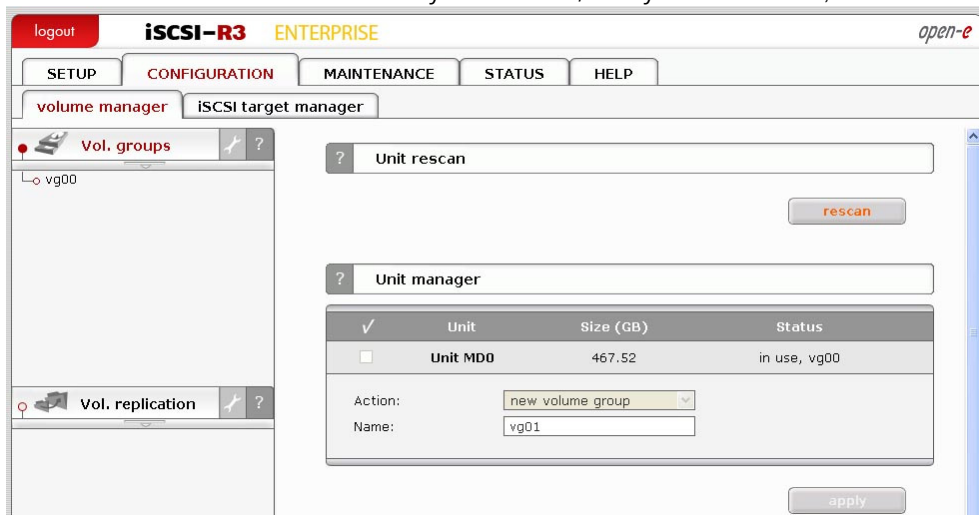 logout
iSCSI-R3 ENTERPRISE
open-e
SETUP
CONFIGURATION
MAINTENANCE
STATUS
HELP
volume manager
iSCSI target manager
Vol. groups
?
vg00
Vol. replication
?
? Unit rescan
rescan
? Unit manager
Unit Size (GB) Status
Unit MD0 467.52 in use, vg00
Action: new volume group
Name: vg01
apply